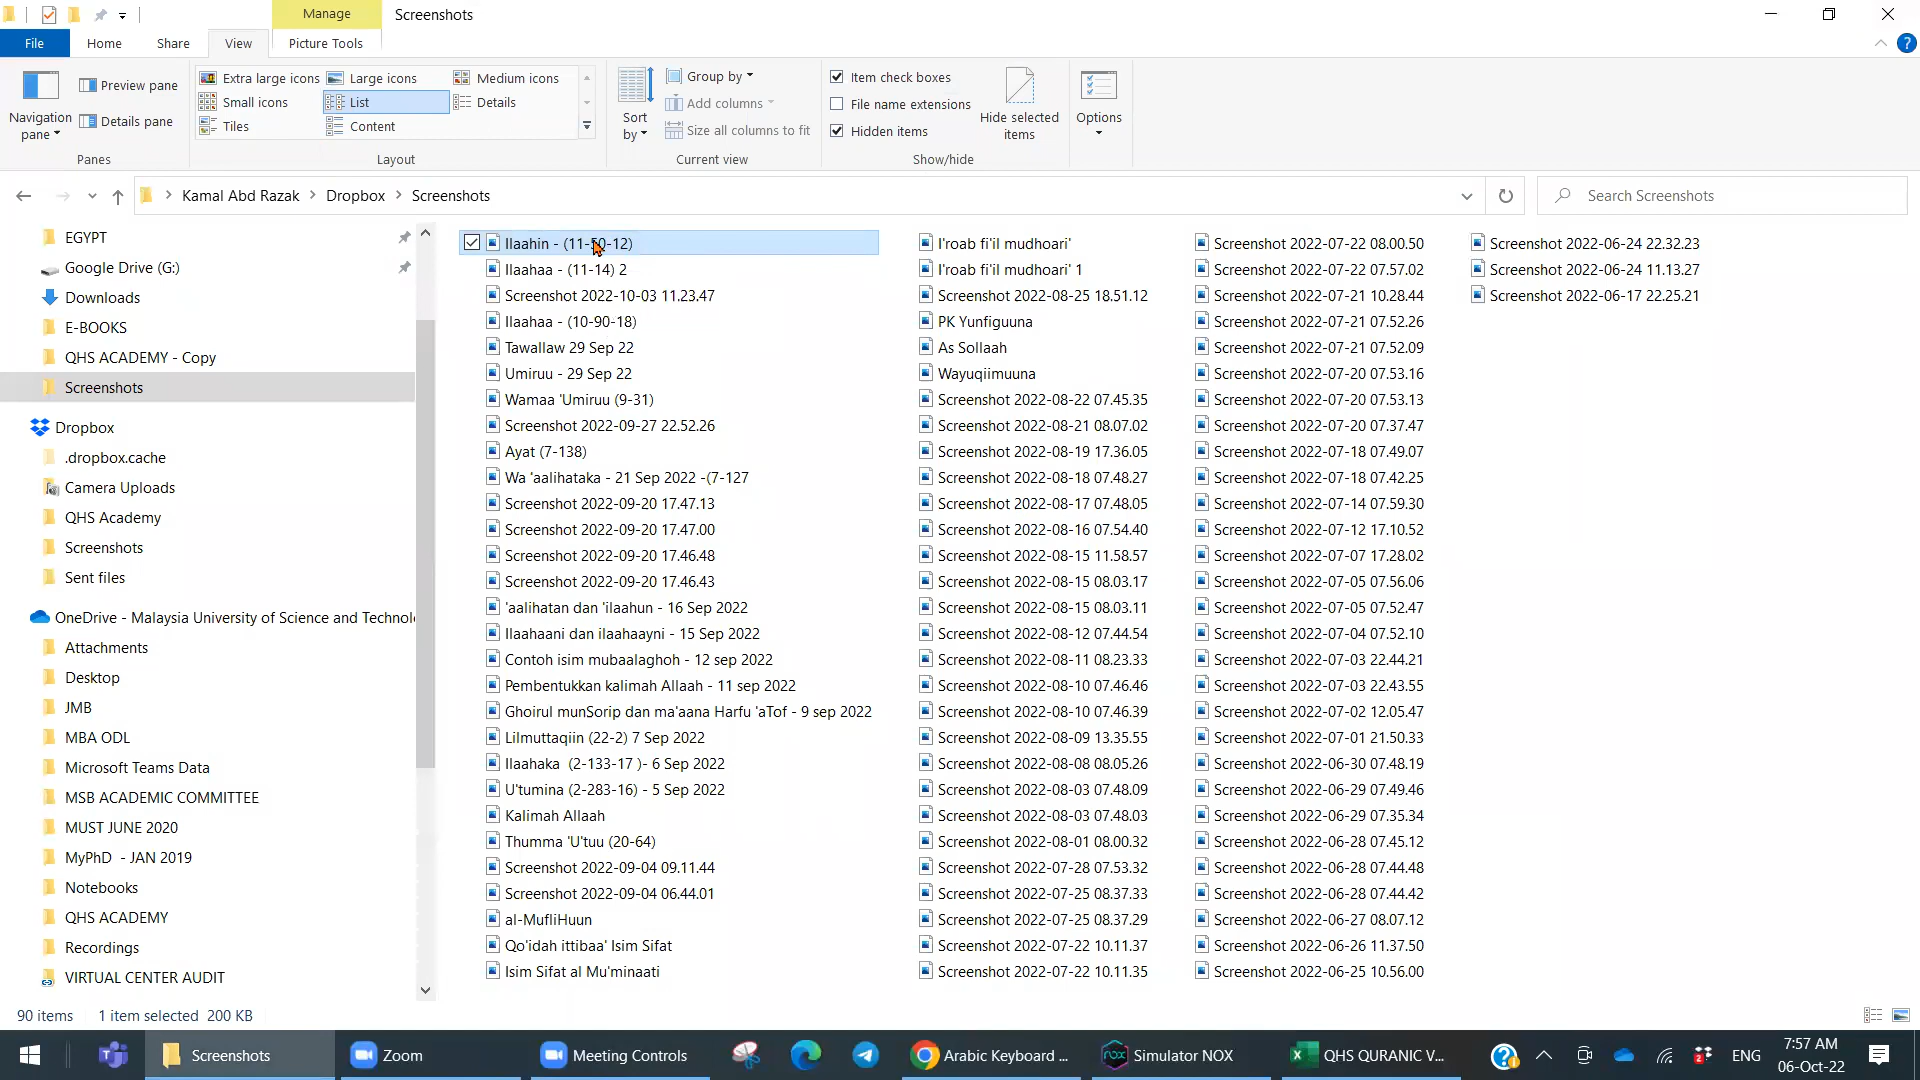 Manage
Screenshots
File
Home
Share
View
Picture Tools
Navigation pane
Preview pane
Details pane
Panes
Extra large icons
Large icons
Medium icons
Small icons
List
Details
Tiles
Content
Layout
Sort by
Group by
Add columns
Size all columns to fit
Current view
Item check boxes
File name extensions
Hidden items
Hide selected items
Show/hide
Options
Kamal Abd Razak
Dropbox
Screenshots
Search Screenshots
EGYPT
Google Drive (G:)
Downloads
E-BOOKS
QHS ACADEMY - Copy
Screenshots
Dropbox
.dropbox.cache
Camera Uploads
QHS Academy
Screenshots
Sent files
OneDrive - Malaysia University of Science and Technol
Attachments
Desktop
JMB
MBA ODL
Microsoft Teams Data
MSB ACADEMIC COMMITTEE
MUST JUNE 2020
MyPhD - JAN 2019
Notebooks
QHS ACADEMY
Recordings
VIRTUAL CENTER AUDIT
Ilaahin - (11-50-12)
Ilaahaa - (11-14) 2
Screenshot 2022-10-03 11.23.47
Ilaahaa - (10-90-18)
Tawallaw 29 Sep 22
Umiruu - 29 Sep 22
Wamaa 'Umiruu (9-31)
Screenshot 2022-09-27 22.52.26
Ayat (7-138)
Wa 'aalihataka - 21 Sep 2022 -(7-127
Screenshot 2022-09-20 17.47.13
Screenshot 2022-09-20 17.47.00
Screenshot 2022-09-20 17.46.48
Screenshot 2022-09-20 17.46.43
'aalihatan dan 'ilaahun - 16 Sep 2022
Ilaahaani dan ilaahaayni - 15 Sep 2022
Contoh isim mubaalaghoh - 12 sep 2022
Pembentukkan kalimah Allaah - 11 sep 2022
Ghoirul munSorip dan ma'aana Harfu 'aTof - 9 sep 2022
Lilmuttaqiin (22-2) 7 Sep 2022
Ilaahaka (2-133-17 )- 6 Sep 2022
U'tumina (2-283-16) - 5 Sep 2022
Kalimah Allaah
Thumma 'U'tuu (20-64)
Screenshot 2022-09-04 09.11.44
Screenshot 2022-09-04 06.44.01
al-MufliHuun
Qo'idah ittibaa' Isim Sifat
Isim Sifat al Mu'minaati
I'roab fi'il mudhoari'
I'roab fi'il mudhoari' 1
Screenshot 2022-08-25 18.51.12
PK Yunfiguuna
As Sollaah
Wayuqiimuuna
Screenshot 2022-08-22 07.45.35
Screenshot 2022-08-21 08.07.02
Screenshot 2022-08-19 17.36.05
Screenshot 2022-08-18 07.48.27
Screenshot 2022-08-17 07.48.05
Screenshot 2022-08-16 07.54.40
Screenshot 2022-08-15 11.58.57
Screenshot 2022-08-15 08.03.17
Screenshot 2022-08-15 08.03.11
Screenshot 2022-08-12 07.44.54
Screenshot 2022-08-11 08.23.33
Screenshot 2022-08-10 07.46.46
Screenshot 2022-08-10 07.46.39
Screenshot 2022-08-09 13.35.55
Screenshot 2022-08-08 08.05.26
Screenshot 2022-08-03 07.48.09
Screenshot 2022-08-03 07.48.03
Screenshot 2022-08-01 08.00.32
Screenshot 2022-07-28 07.53.32
Screenshot 2022-07-25 08.37.33
Screenshot 2022-07-25 08.37.29
Screenshot 2022-07-22 10.11.37
Screenshot 2022-07-22 10.11.35
Screenshot 2022-07-22 08.00.50
Screenshot 2022-07-22 07.57.02
Screenshot 2022-07-21 10.28.44
Screenshot 2022-07-21 07.52.26
Screenshot 2022-07-21 07.52.09
Screenshot 2022-07-20 07.53.16
Screenshot 2022-07-20 07.53.13
Screenshot 2022-07-20 07.37.47
Screenshot 2022-07-18 07.49.07
Screenshot 2022-07-18 07.42.25
Screenshot 2022-07-14 07.59.30
Screenshot 2022-07-12 17.10.52
Screenshot 2022-07-07 17.28.02
Screenshot 2022-07-05 07.56.06
Screenshot 2022-07-05 07.52.47
Screenshot 2022-07-04 07.52.10
Screenshot 2022-07-03 22.44.21
Screenshot 2022-07-03 22.43.55
Screenshot 2022-07-02 12.05.47
Screenshot 2022-07-01 21.50.33
Screenshot 2022-06-30 07.48.19
Screenshot 2022-06-29 07.49.46
Screenshot 2022-06-29 07.35.34
Screenshot 2022-06-28 07.45.12
Screenshot 2022-06-28 07.44.48
Screenshot 2022-06-28 07.44.42
Screenshot 2022-06-27 08.07.12
Screenshot 2022-06-26 11.37.50
Screenshot 2022-06-25 10.56.00
Screenshot 2022-06-24 22.32.23
Screenshot 2022-06-24 11.13.27
Screenshot 2022-06-17 22.25.21
90 items
1 item selected 200 KB
Screenshots
Zoom
Meeting Controls
Arabic Keyboard ...
Simulator NOX
QHS QURANIC V...
ENG
7:57 AM
06-Oct-22